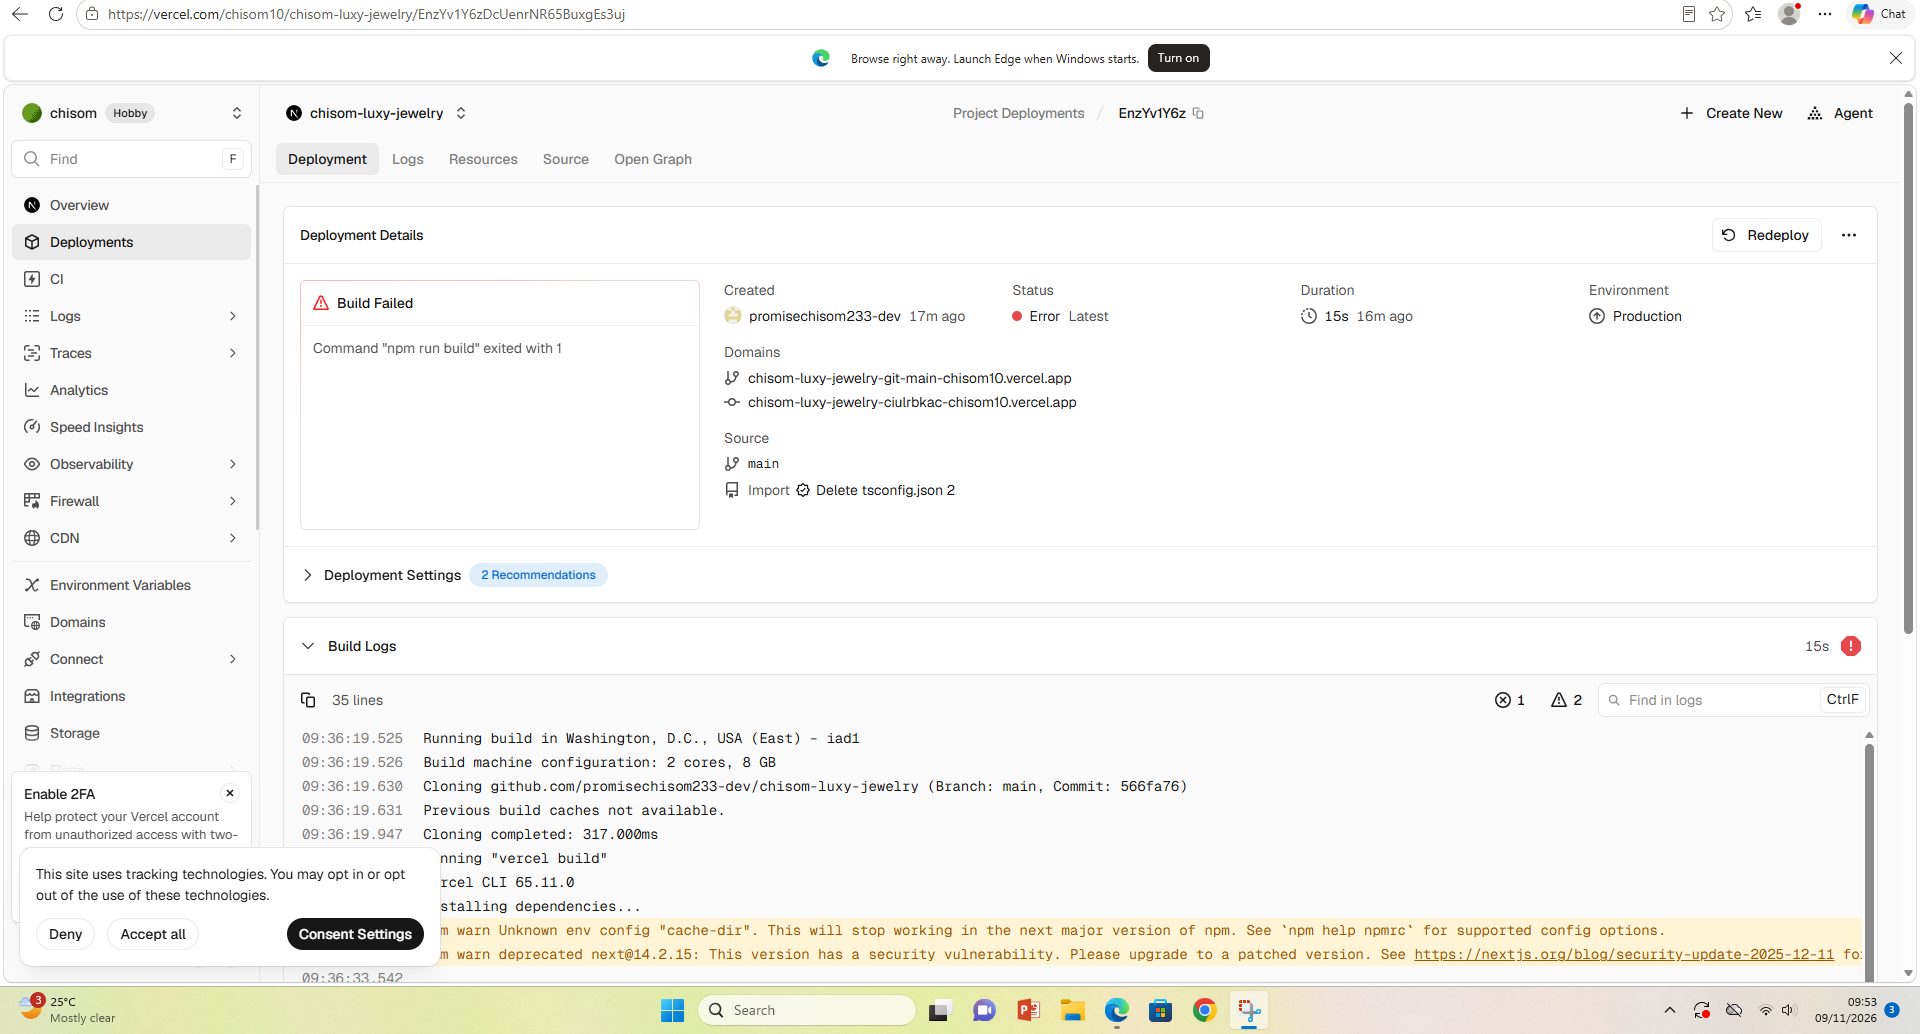 https://vercel.com/chisom10/chisom-luxy-jewelry/EnzYv1Y6zDcUenrNR65BuxgEs3uj
Chat
Browse right away. Launch Edge when Windows starts.
Turn on
chisom
Hobby
chisom-luxy-jewelry
Project Deployments / EnzYv1Y6z
Create New
Agent
Find
F
Deployment
Logs
Resources
Source
Open Graph
Overview
Deployments
CI
Logs
Traces
Analytics
Speed Insights
Observability
Firewall
CDN
Environment Variables
Domains
Connect
Integrations
Storage
Enable 2FA
Help protect your Vercel account
from unauthorized access with two-
This site uses tracking technologies. You may opt in or opt
out of the use of these technologies.
Deny
Accept all
Consent Settings
Deployment Details
Redeploy
Build Failed
Command "npm run build" exited with 1
Created
promisechisom233-dev 17m ago
Status
Error Latest
Duration
15s 16m ago
Environment
Production
Domains
chisom-luxy-jewelry-git-main-chisom10.vercel.app
chisom-luxy-jewelry-ciulrbkac-chisom10.vercel.app
Source
main
Import Delete tsconfig.json 2
Deployment Settings
2 Recommendations
Build Logs
15s
35 lines
1
2
Find in logs
CtrlF
09:36:19.525 Running build in Washington, D.C., USA (East) – iad1
09:36:19.526 Build machine configuration: 2 cores, 8 GB
09:36:19.630 Cloning github.com/promisechisom233-dev/chisom-luxy-jewelry (Branch: main, Commit: 566fa76)
09:36:19.631 Previous build caches not available.
09:36:19.947 Cloning completed: 317.000ms
nning "vercel build"
rcel CLI 65.11.0
stalling dependencies...
m warn Unknown env config "cache-dir". This will stop working in the next major version of npm. See `npm help npmrc` for supported config options.
m warn deprecated next@14.2.15: This version has a security vulnerability. Please upgrade to a patched version. See https://nextjs.org/blog/security-update-2025-12-11 fo
09:36:33.542
3
25°C
Mostly clear
Search
09:53
09/11/2026
3